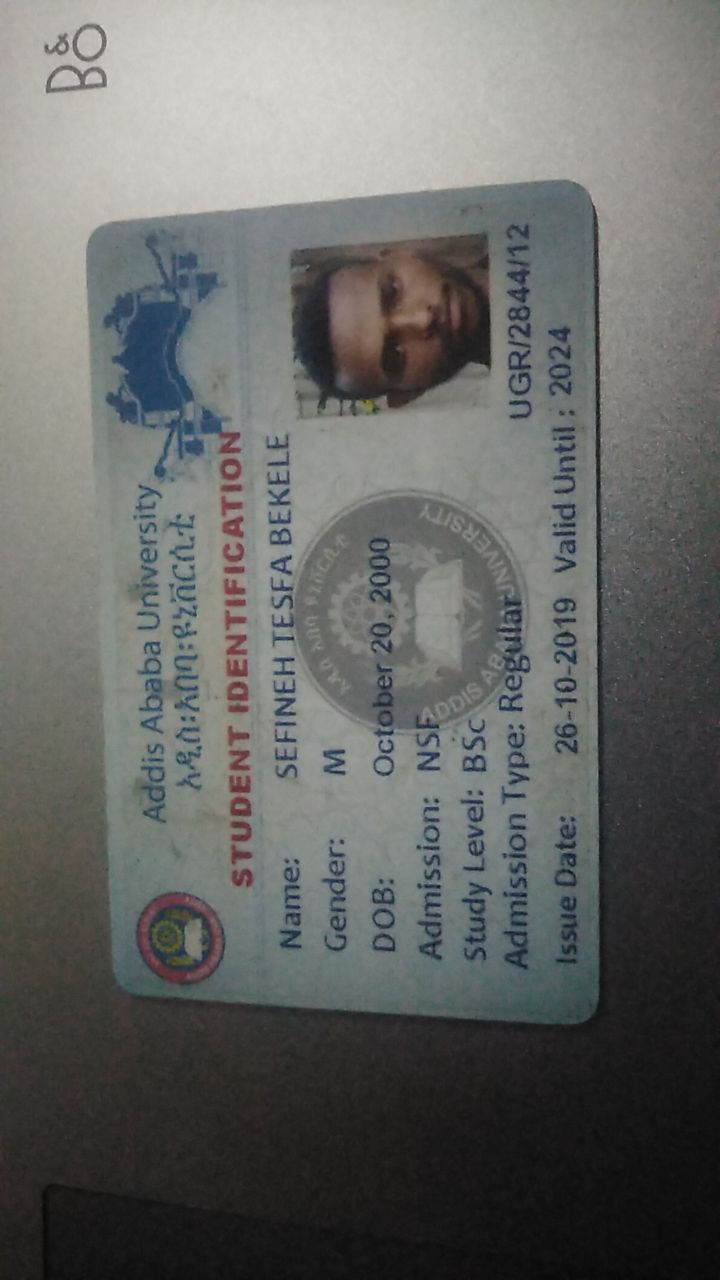 B&O
Addis Ababa University
አዲስ፡አበባ፡ዩኒቨርሲቲ
STUDENT IDENTIFICATION
Name: SEFINEH TESFA BEKELE
Gender: M
DOB: October 20, 2000
Admission: NSF
Study Level: BSc
Admission Type: Regular
UGR/2844/12
Issue Date: 26-10-2019 Valid Until : 2024
አዲስ አበባ ዩኒቨርሲቲ
ADDIS ABABA UNIVERSITY